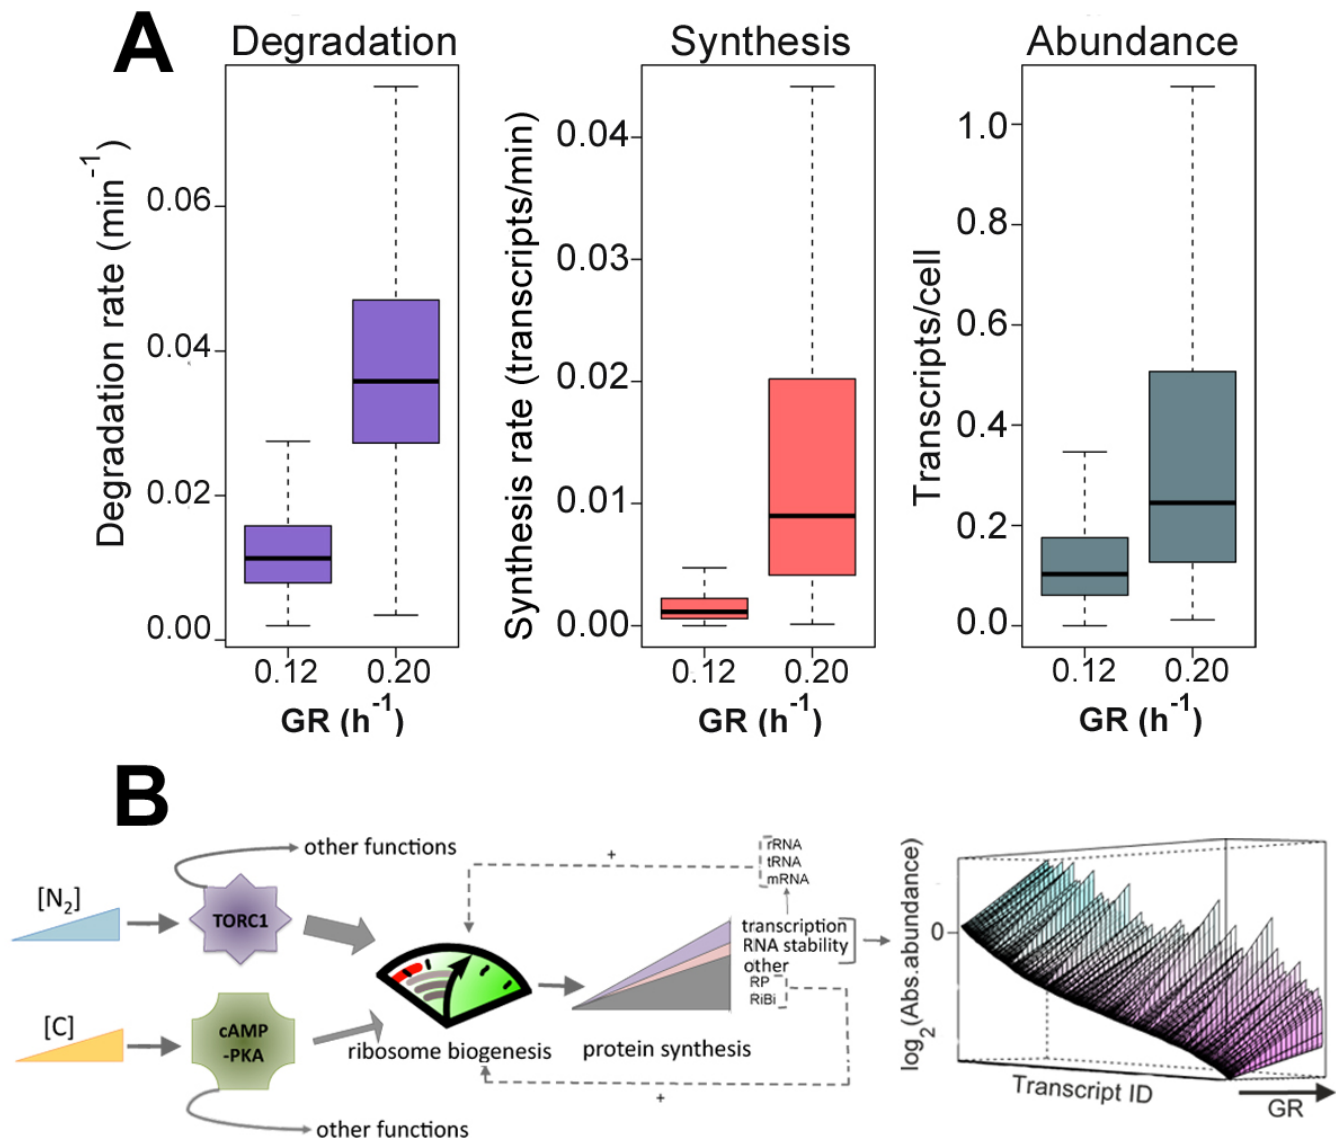 A
Degradation
Synthesis
Abundance
Degradation rate (min⁻¹)
0.06
0.04
0.02
0.00
0.12
0.20
GR (h⁻¹)
Synthesis rate (transcripts/min)
0.04
0.03
0.02
0.01
0.00
0.12
0.20
GR (h⁻¹)
Transcripts/cell
1.0
0.8
0.6
0.4
0.2
0.0
0.12
0.20
GR (h⁻¹)
B
other functions
[N₂]
TORC1
[C]
cAMP
-PKA
other functions
ribosome biogenesis
protein synthesis
+
rRNA
tRNA
mRNA
transcription
RNA stability
other
RP
RiBi
+
log₂(Abs.abundance)
0
Transcript ID
GR